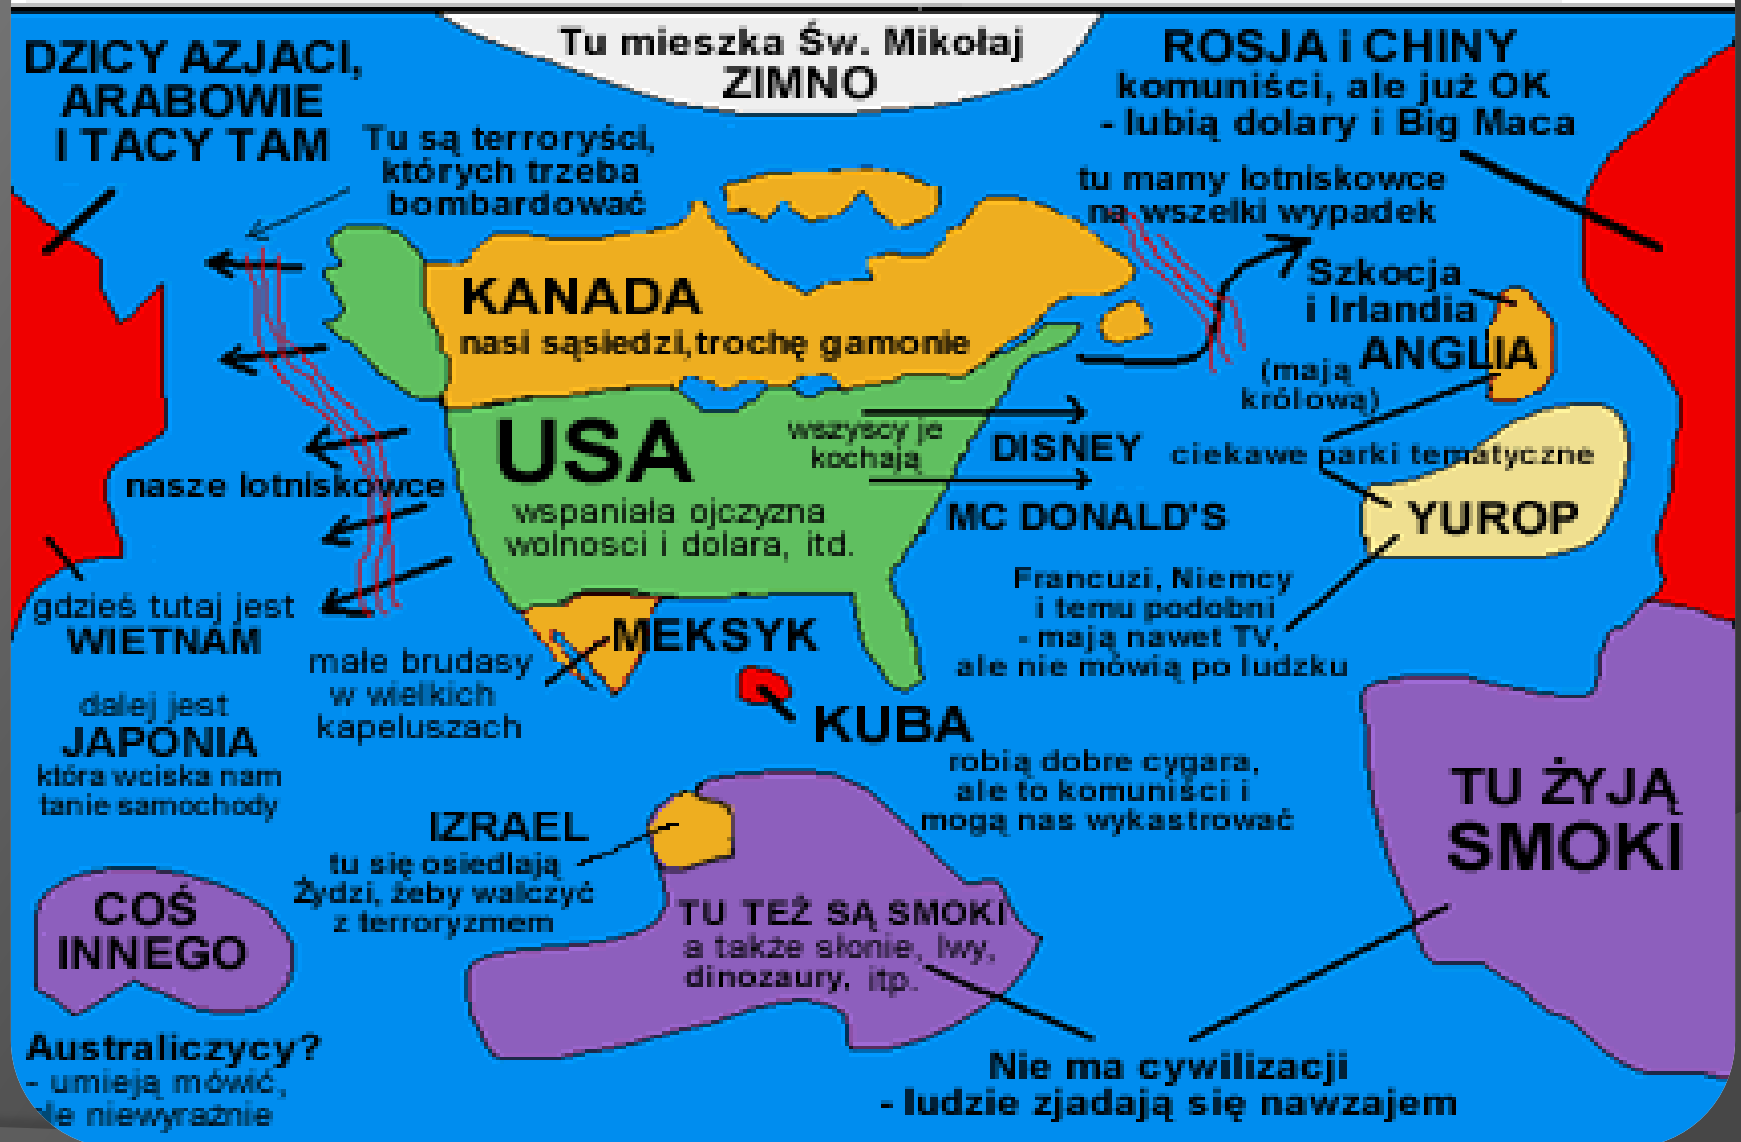 Tu mieszka Św. Mikołaj
ZIMNO
DZICY AZJACI,
ARABOWIE
I TACY TAM
Tu są terroryści,
których trzeba
bombardować
ROSJA i CHINY
komuniści, ale już OK
- lubią dolary i Big Maca
tu mamy lotniskowce
na wszelki wypadek
Szkocja
i Irlandia
ANGLIA
(mają
królową)
KANADA
nasi sąsiedzi,trochę gamonie
USA
wspaniała ojczyzna
wolnosci i dolara, itd.
wszyscy je
kochają
DISNEY
MC DONALD'S
ciekawe parki tematyczne
YUROP
Francuzi, Niemcy
i temu podobni
- mają nawet TV,
ale nie mówią po ludzku
nasze lotniskowce
gdzieś tutaj jest
WIETNAM
dalej jest
JAPONIA
która wciska nam
tanie samochody
MEKSYK
małe brudasy
w wielkich
kapeluszach
KUBA
robią dobre cygara,
ale to komuniści i
mogą nas wykastrować
IZRAEL
tu się osiedlają
Żydzi, żeby walczyć
z terroryzmem
TU TEŻ SĄ SMOKI
a także słonie, lwy,
dinozaury, itp.
TU ŻYJĄ
SMOKI
COŚ
INNEGO
Australiczycy?
- umieją mówić,
ale niewyraźnie
Nie ma cywilizacji
- ludzie zjadają się nawzajem